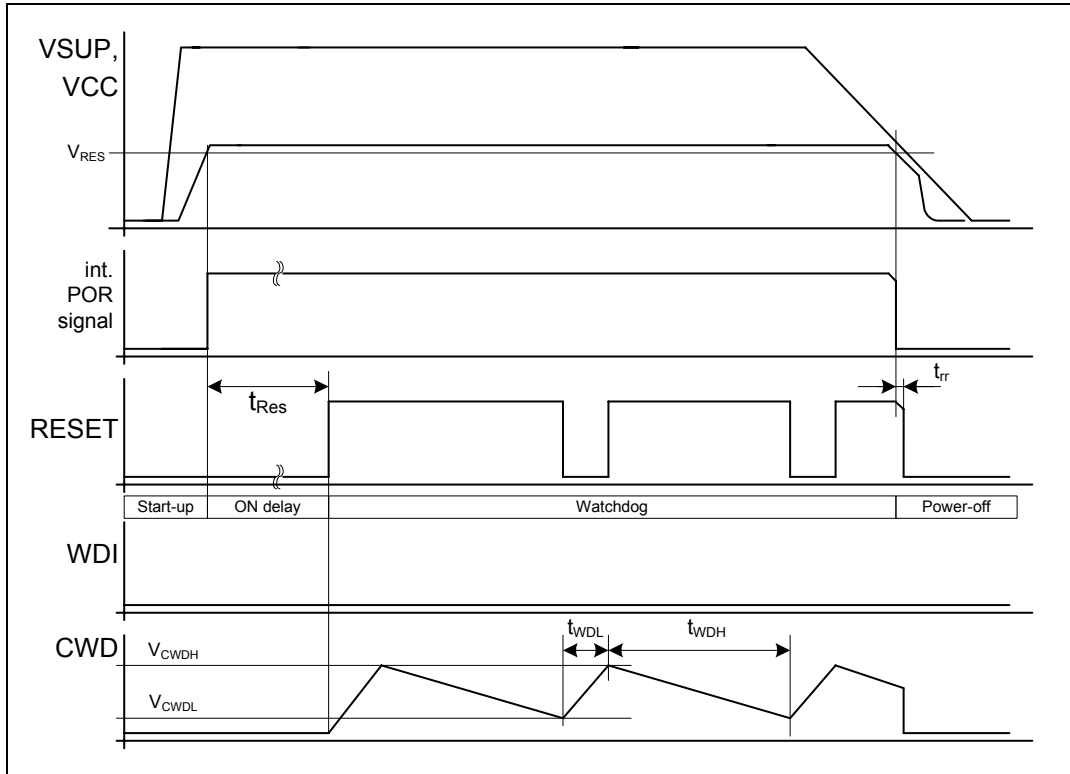 VSUP,
VCC
VRES
int.
POR
signal
trr
tRes
RESET
Start-up ON delay Watchdog Power-off
WDI
CWD
tWDL tWDH
VCWDH
VCWDL